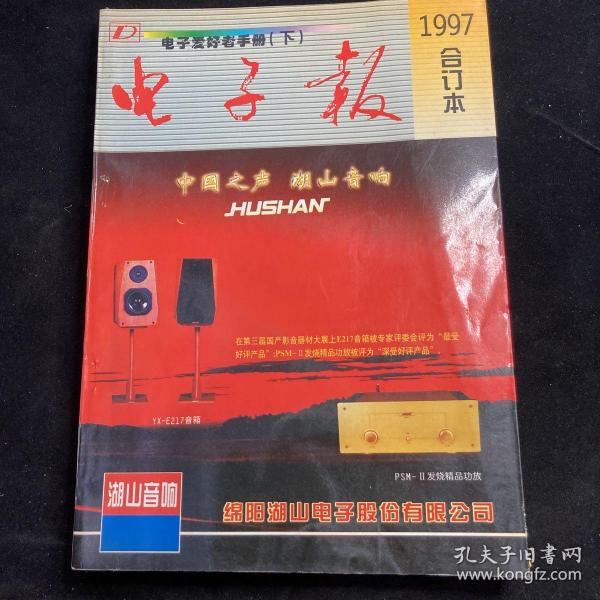 D
电子爱好者手册(下)
1997
合订本
电子报
中国之声 湖山音响
HUSHAN
在第三届国产影音器材大展上E217音箱被专家评委会评为“最受
好评产品”;PSM-Ⅱ发烧精品功放被评为“深受好评产品”。
YX-E217音箱
PSM-Ⅱ发烧精品功放
湖山音响
绵阳湖山电子股份有限公司
孔夫子旧书网
www.kongfz.com